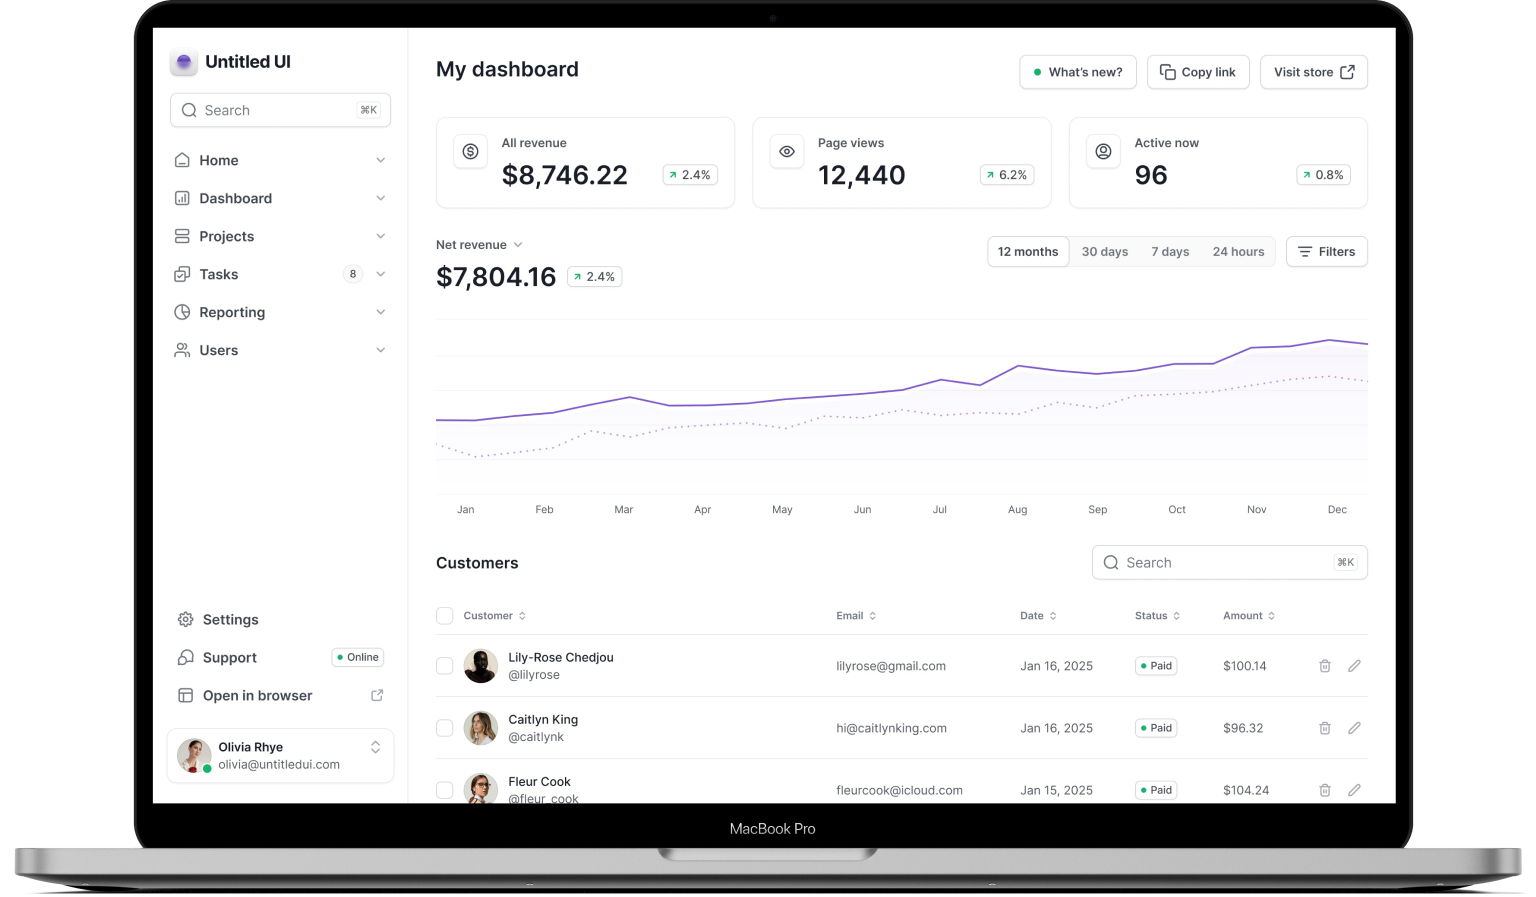 Untitled UI
Search ⌘K
Home
Dashboard
Projects
Tasks 8
Reporting
Users
Settings
Support Online
Open in browser
Olivia Rhye
olivia@untitledui.com
My dashboard
What's new? Copy link Visit store
All revenue
$8,746.22 2.4%
Page views
12,440 6.2%
Active now
96 0.8%
Net revenue
$7,804.16 2.4%
12 months 30 days 7 days 24 hours Filters
Jan Feb Mar Apr May Jun Jul Aug Sep Oct Nov Dec
Customers
Search ⌘K
Customer Email Date Status Amount
Lily-Rose Chedjou
@lilyrose
lilyrose@gmail.com Jan 16, 2025 Paid $100.14
Caitlyn King
@caitlynk
hi@caitlynking.com Jan 16, 2025 Paid $96.32
Fleur Cook
@fleur_cook
fleurcook@icloud.com Jan 15, 2025 Paid $104.24
MacBook Pro